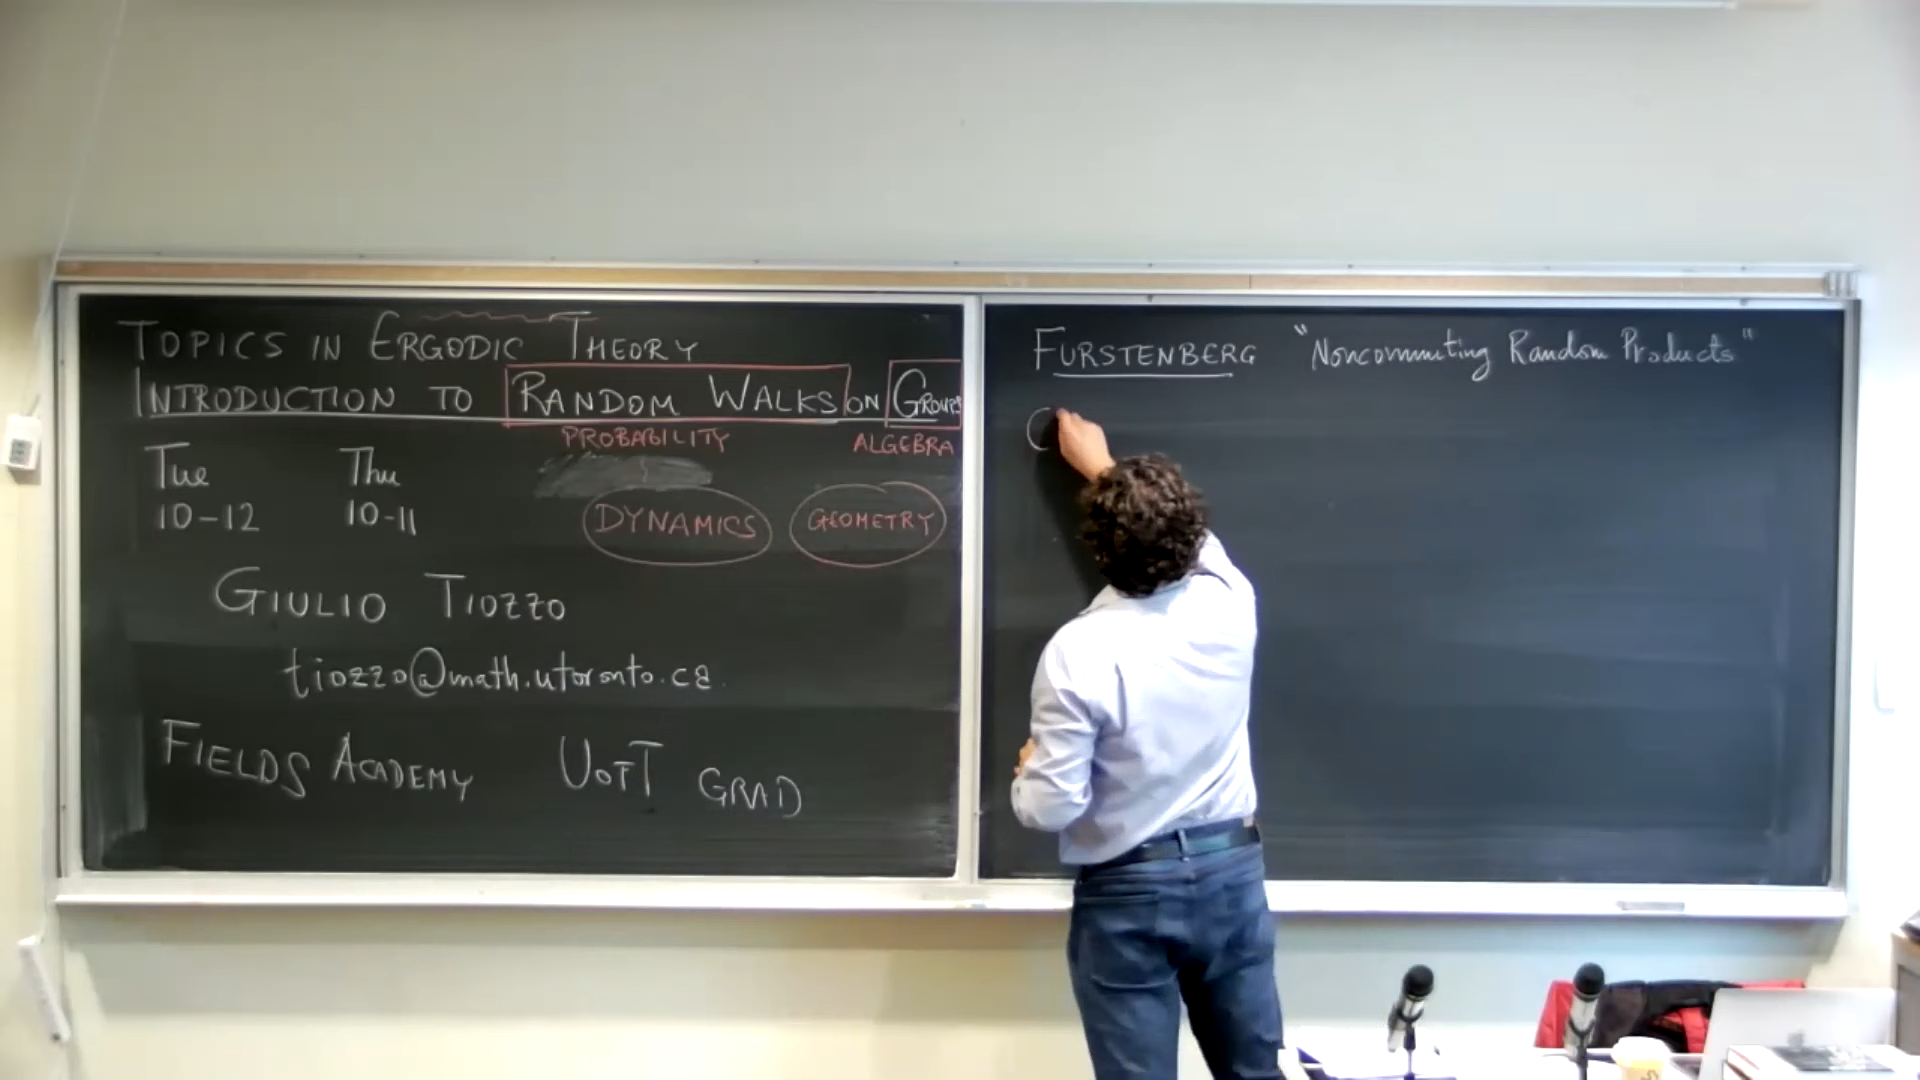 TOPICS IN ERGODIC THEORY
INTRODUCTION TO RANDOM WALKS ON GROUPS
PROBABILITY ALGEBRA
Tue Thu
10-12 10-11
DYNAMICS GEOMETRY
GIULIO TIOZZO
tiozzo@math.utoronto.ca
FIELDS ACADEMY UOFT GRAD
FURSTENBERG "Noncommuting Random Products"